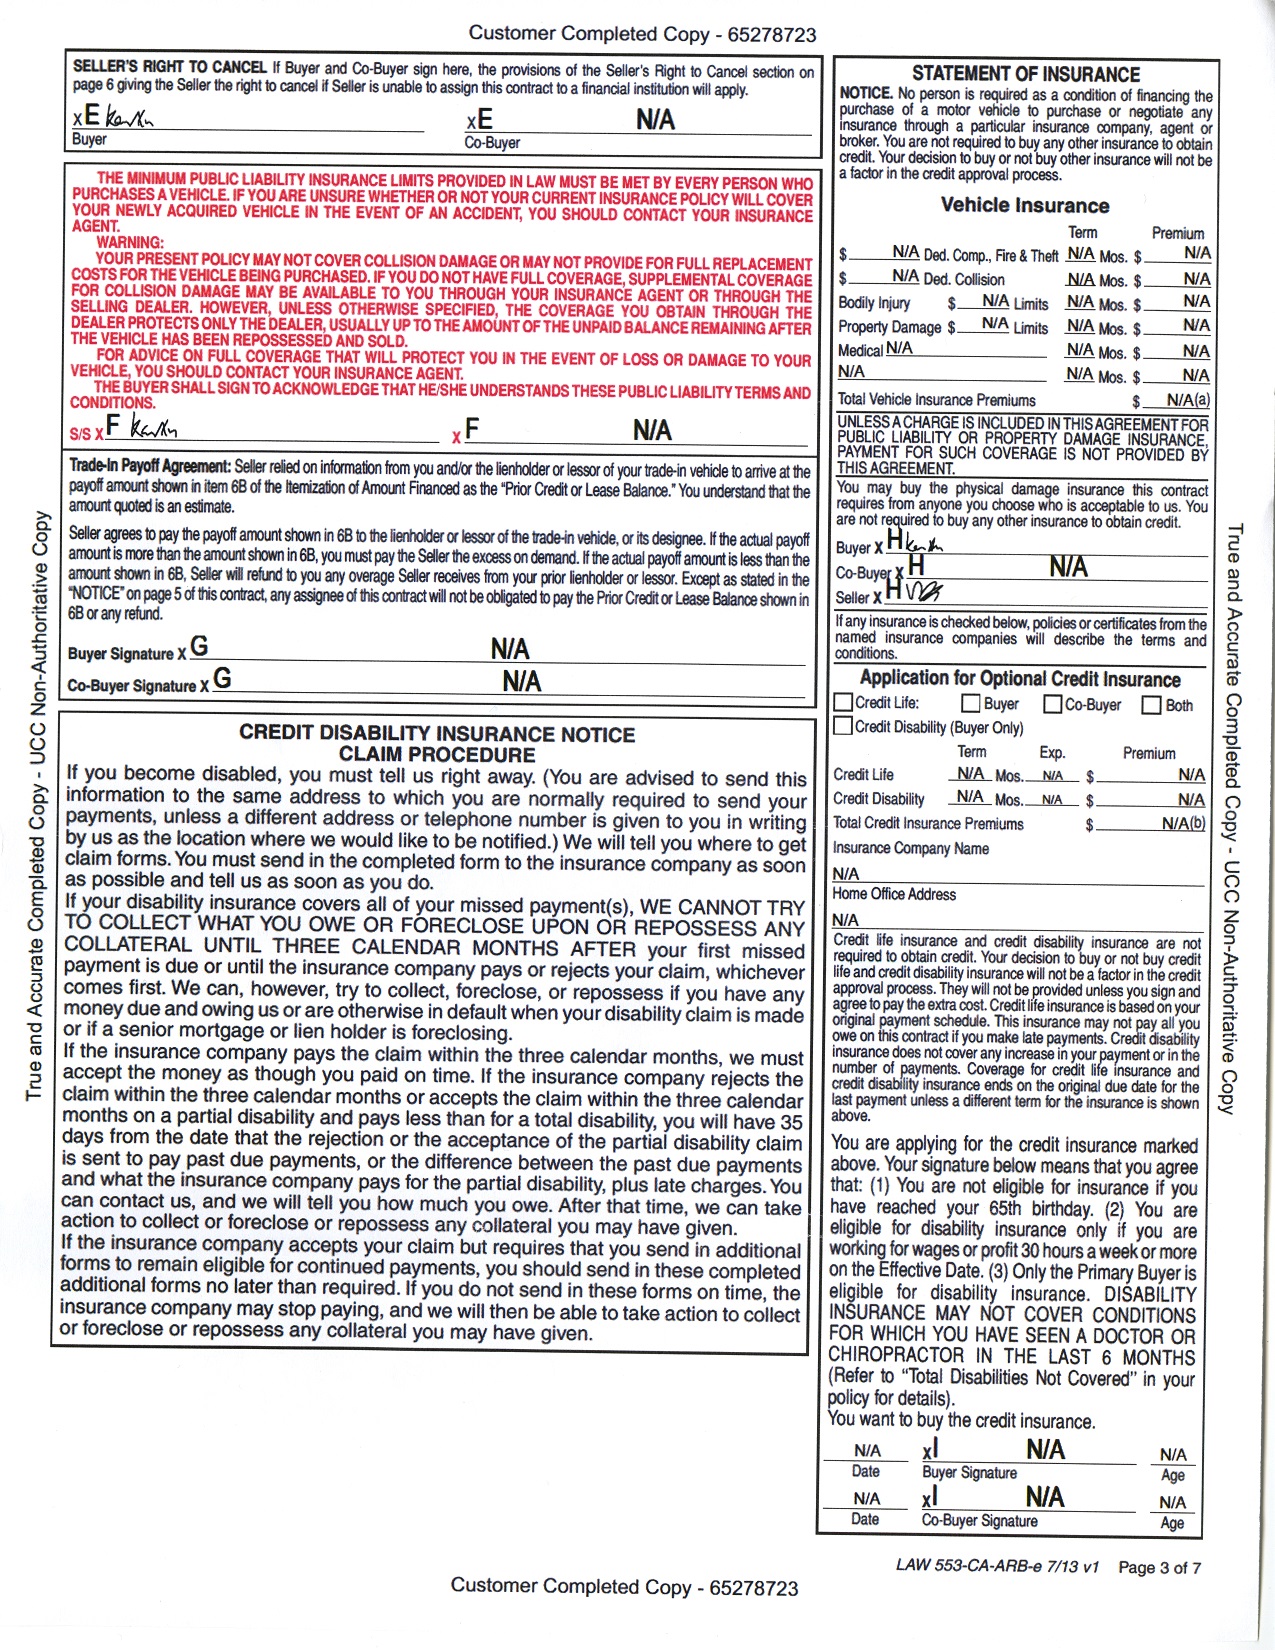 Customer Completed Copy - 65278723
SELLER'S RIGHT TO CANCEL If Buyer and Co-Buyer sign here, the provisions of the Seller's Right to Cancel section on
page 6 giving the Seller the right to cancel if Seller is unable to assign this contract to a financial institution will apply.
X E
X E N/A
Buyer
Co-Buyer
THE MINIMUM PUBLIC LIABILITY INSURANCE LIMITS PROVIDED IN LAW MUST BE MET BY EVERY PERSON WHO
PURCHASES A VEHICLE. IF YOU ARE UNSURE WHETHER OR NOT YOUR CURRENT INSURANCE POLICY WILL COVER
YOUR NEWLY ACQUIRED VEHICLE IN THE EVENT OF AN ACCIDENT, YOU SHOULD CONTACT YOUR INSURANCE
AGENT.
WARNING:
YOUR PRESENT POLICY MAY NOT COVER COLLISION DAMAGE OR MAY NOT PROVIDE FOR FULL REPLACEMENT
COSTS FOR THE VEHICLE BEING PURCHASED. IF YOU DO NOT HAVE FULL COVERAGE, SUPPLEMENTAL COVERAGE
FOR COLLISION DAMAGE MAY BE AVAILABLE TO YOU THROUGH YOUR INSURANCE AGENT OR THROUGH THE
SELLING DEALER. HOWEVER, UNLESS OTHERWISE SPECIFIED, THE COVERAGE YOU OBTAIN THROUGH THE
DEALER PROTECTS ONLY THE DEALER, USUALLY UP TO THE AMOUNT OF THE UNPAID BALANCE REMAINING AFTER
THE VEHICLE HAS BEEN REPOSSESSED AND SOLD.
FOR ADVICE ON FULL COVERAGE THAT WILL PROTECT YOU IN THE EVENT OF LOSS OR DAMAGE TO YOUR
VEHICLE, YOU SHOULD CONTACT YOUR INSURANCE AGENT.
THE BUYER SHALL SIGN TO ACKNOWLEDGE THAT HE/SHE UNDERSTANDS THESE PUBLIC LIABILITY TERMS AND
CONDITIONS.
S/S X F
X F N/A
Trade-In Payoff Agreement: Seller relied on information from you and/or the lienholder or lessor of your trade-in vehicle to arrive at the
payoff amount shown in item 6B of the Itemization of Amount Financed as the "Prior Credit or Lease Balance." You understand that the
amount quoted is an estimate.
Seller agrees to pay the payoff amount shown in 6B to the lienholder or lessor of the trade-in vehicle, or its designee. If the actual payoff
amount is more than the amount shown in 6B, you must pay the Seller the excess on demand. If the actual payoff amount is less than the
amount shown in 6B, Seller will refund to you any overage Seller receives from your prior lienholder or lessor. Except as stated in the
"NOTICE" on page 5 of this contract, any assignee of this contract will not be obligated to pay the Prior Credit or Lease Balance shown in
6B or any refund.
Buyer Signature X G N/A
Co-Buyer Signature X G N/A
CREDIT DISABILITY INSURANCE NOTICE
CLAIM PROCEDURE
If you become disabled, you must tell us right away. (You are advised to send this
information to the same address to which you are normally required to send your
payments, unless a different address or telephone number is given to you in writing
by us as the location where we would like to be notified.) We will tell you where to get
claim forms. You must send in the completed form to the insurance company as soon
as possible and tell us as soon as you do.
If your disability insurance covers all of your missed payment(s), WE CANNOT TRY
TO COLLECT WHAT YOU OWE OR FORECLOSE UPON OR REPOSSESS ANY
COLLATERAL UNTIL THREE CALENDAR MONTHS AFTER your first missed
payment is due or until the insurance company pays or rejects your claim, whichever
comes first. We can, however, try to collect, foreclose, or repossess if you have any
money due and owing us or are otherwise in default when your disability claim is made
or if a senior mortgage or lien holder is foreclosing.
If the insurance company pays the claim within the three calendar months, we must
accept the money as though you paid on time. If the insurance company rejects the
claim within the three calendar months or accepts the claim within the three calendar
months on a partial disability and pays less than for a total disability, you will have 35
days from the date that the rejection or the acceptance of the partial disability claim
is sent to pay past due payments, or the difference between the past due payments
and what the insurance company pays for the partial disability, plus late charges. You
can contact us, and we will tell you how much you owe. After that time, we can take
action to collect or foreclose or repossess any collateral you may have given.
If the insurance company accepts your claim but requires that you send in additional
forms to remain eligible for continued payments, you should send in these completed
additional forms no later than required. If you do not send in these forms on time, the
insurance company may stop paying, and we will then be able to take action to collect
or foreclose or repossess any collateral you may have given.
STATEMENT OF INSURANCE
NOTICE. No person is required as a condition of financing the
purchase of a motor vehicle to purchase or negotiate any
insurance through a particular insurance company, agent or
broker. You are not required to buy any other insurance to obtain
credit. Your decision to buy or not buy other insurance will not be
a factor in the credit approval process.
Vehicle Insurance
Term Premium
$ N/A Ded. Comp., Fire & Theft N/A Mos. $ N/A
$ N/A Ded. Collision N/A Mos. $ N/A
Bodily Injury $ N/A Limits N/A Mos. $ N/A
Property Damage $ N/A Limits N/A Mos. $ N/A
Medical N/A N/A Mos. $ N/A
N/A N/A Mos. $ N/A
Total Vehicle Insurance Premiums $ N/A(a)
UNLESS A CHARGE IS INCLUDED IN THIS AGREEMENT FOR
PUBLIC LIABILITY OR PROPERTY DAMAGE INSURANCE,
PAYMENT FOR SUCH COVERAGE IS NOT PROVIDED BY
THIS AGREEMENT.
You may buy the physical damage insurance this contract
requires from anyone you choose who is acceptable to us. You
are not required to buy any other insurance to obtain credit.
Buyer X H
Co-Buyer X H N/A
Seller X H
If any insurance is checked below, policies or certificates from the
named insurance companies will describe the terms and
conditions.
Application for Optional Credit Insurance
Credit Life: Buyer Co-Buyer Both
Credit Disability (Buyer Only)
Term Exp. Premium
Credit Life N/A Mos. N/A $ N/A
Credit Disability N/A Mos. N/A $ N/A
Total Credit Insurance Premiums $ N/A(b)
Insurance Company Name
N/A
Home Office Address
N/A
Credit life insurance and credit disability insurance are not
required to obtain credit. Your decision to buy or not buy credit
life and credit disability insurance will not be a factor in the credit
approval process. They will not be provided unless you sign and
agree to pay the extra cost. Credit life insurance is based on your
original payment schedule. This insurance may not pay all you
owe on this contract if you make late payments. Credit disability
insurance does not cover any increase in your payment or in the
number of payments. Coverage for credit life insurance and
credit disability insurance ends on the original due date for the
last payment unless a different term for the insurance is shown
above.
You are applying for the credit insurance marked
above. Your signature below means that you agree
that: (1) You are not eligible for insurance if you
have reached your 65th birthday. (2) You are
eligible for disability insurance only if you are
working for wages or profit 30 hours a week or more
on the Effective Date. (3) Only the Primary Buyer is
eligible for disability insurance. DISABILITY
INSURANCE MAY NOT COVER CONDITIONS
FOR WHICH YOU HAVE SEEN A DOCTOR OR
CHIROPRACTOR IN THE LAST 6 MONTHS
(Refer to "Total Disabilities Not Covered" in your
policy for details).
You want to buy the credit insurance.
N/A X I N/A N/A
Date Buyer Signature Age
N/A X I N/A N/A
Date Co-Buyer Signature Age
True and Accurate Completed Copy - UCC Non-Authoritative Copy
True and Accurate Completed Copy - UCC Non-Authoritative Copy
LAW 553-CA-ARB-e 7/13 v1 Page 3 of 7
Customer Completed Copy - 65278723